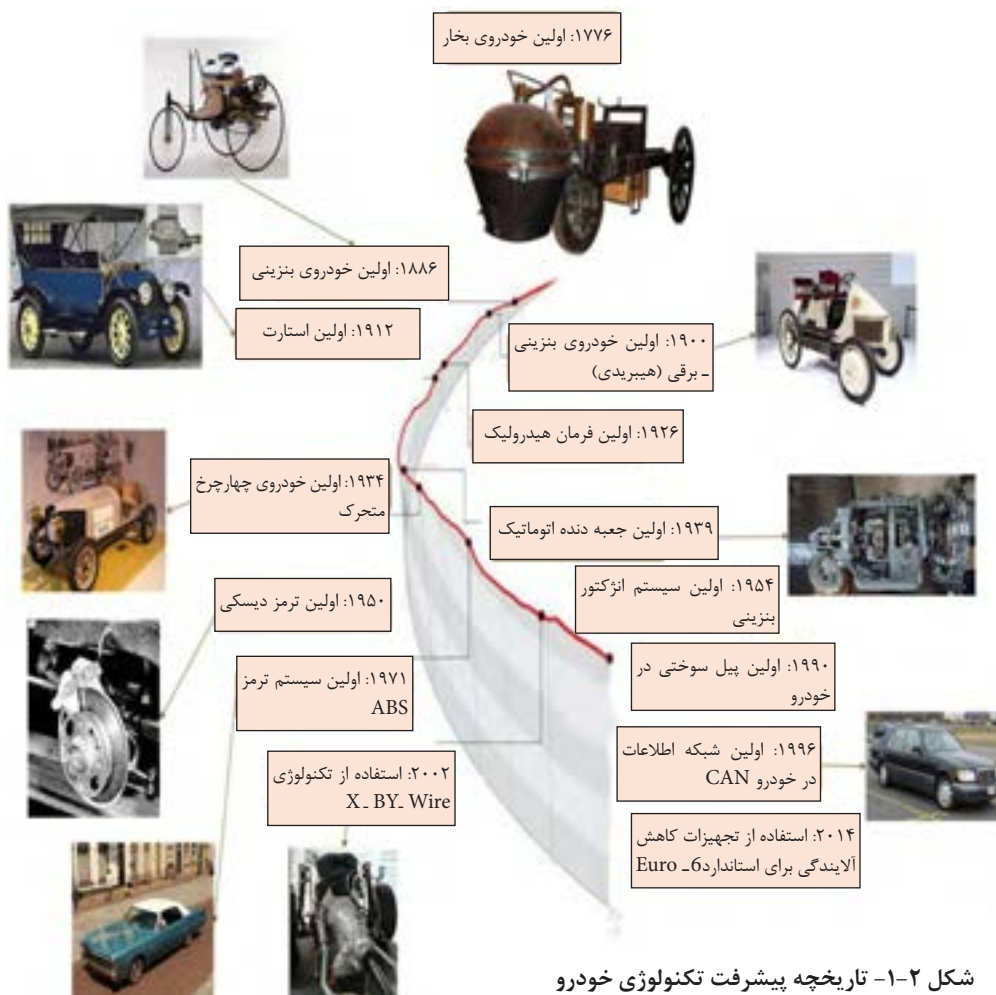 ۱۷۷۶: اولین خودروی بخار
۱۸۸۶: اولین خودروی بنزینی
۱۹۰۰: اولین خودروی بنزینی
ـ برقی (هیبریدی)
۱۹۱۲: اولین استارت
۱۹۲۶: اولین فرمان هیدرولیک
۱۹۳۴: اولین خودروی چهارچرخ
متحرک
۱۹۳۹: اولین جعبه دنده اتوماتیک
۱۹۵۰: اولین ترمز دیسکی
۱۹۵۴: اولین سیستم انژکتور
بنزینی
۱۹۷۱: اولین سیستم ترمز
ABS
۱۹۹۰: اولین پیل سوختی در
خودرو
۱۹۹۶: اولین شبکه اطلاعات
در خودرو CAN
۲۰۰۲: استفاده از تکنولوژی
X ـ BY ـ Wire
۲۰۱۴: استفاده از تجهیزات کاهش
آلایندگی برای استاندارد Euro ـ 6
شکل ۲-۱- تاریخچه پیشرفت تکنولوژی خودرو